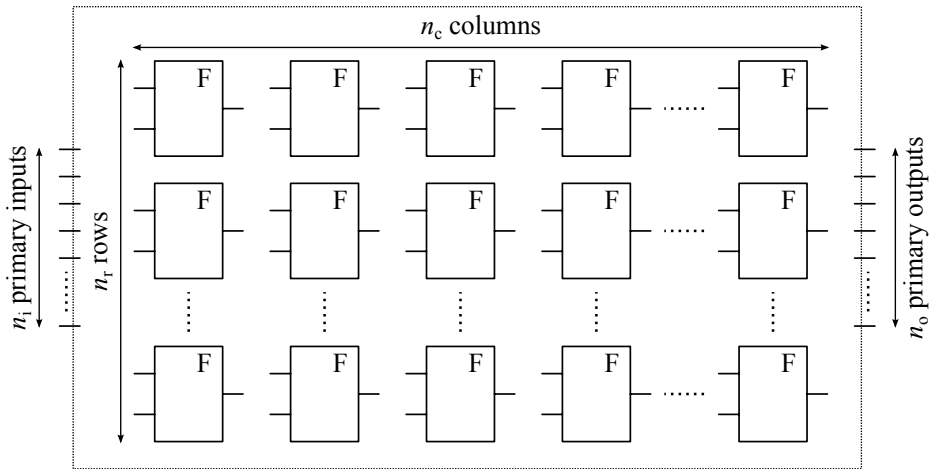 n_c columns
F F F F F
n_i primary inputs
n_r rows
F F F F F
n_o primary outputs
F F F F F